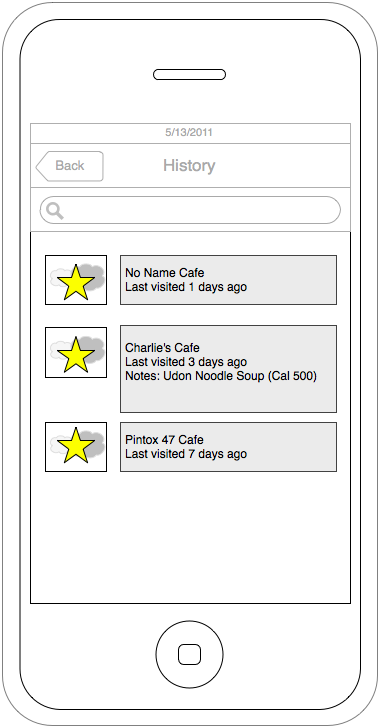 5/13/2011
Back
History
No Name Cafe
Last visited 1 days ago
Charlie's Cafe
Last visited 3 days ago
Notes: Udon Noodle Soup (Cal 500)
Pintox 47 Cafe
Last visited 7 days ago